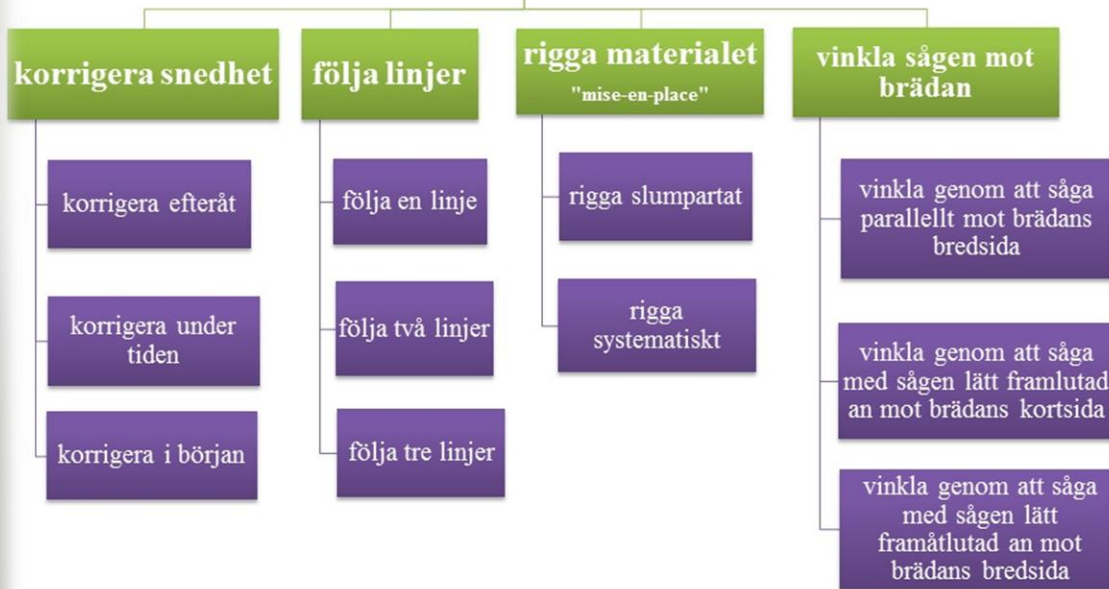 korrigera snedhet
korrigera efteråt
korrigera under
tiden
korrigera i början
följa linjer
följa en linje
följa två linjer
följa tre linjer
rigga materialet
"mise-en-place"
rigga slumpartat
rigga
systematiskt
vinkla sågen mot
brädan
vinkla genom att såga
parallellt mot brädans
bredsida
vinkla genom att såga
med sågen lätt framlutad
an mot brädans kortsida
vinkla genom att såga
med sågen lätt
framåtlutad an mot
brädans bredsida